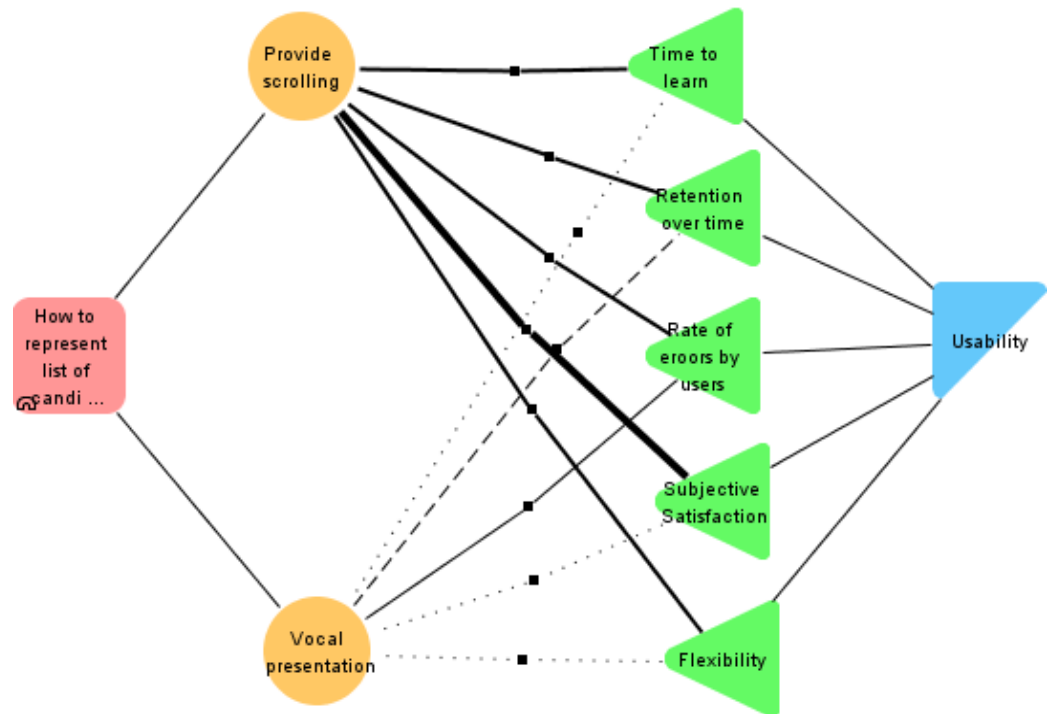 Provide
scrolling
Time to
learn
Retention
over time
How to
represent
list of
candi ...
Rate of
eroors by
users
Usability
Subjective
Satisfaction
Vocal
presentation
Flexibility